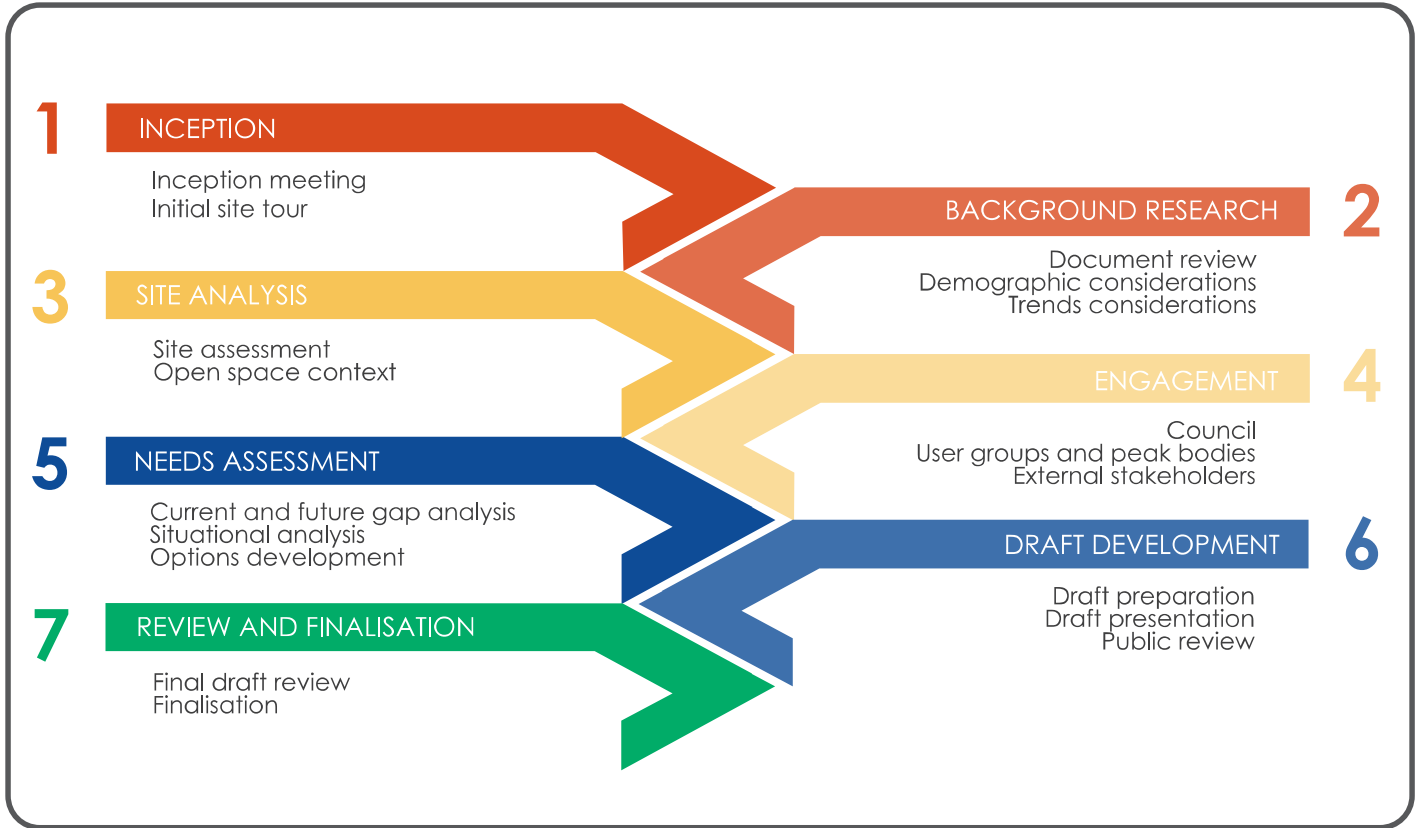 1
INCEPTION
Inception meeting
Initial site tour
2
BACKGROUND RESEARCH
Document review
Demographic considerations
Trends considerations
3
SITE ANALYSIS
Site assessment
Open space context
4
ENGAGEMENT
Council
User groups and peak bodies
External stakeholders
5
NEEDS ASSESSMENT
Current and future gap analysis
Situational analysis
Options development
6
DRAFT DEVELOPMENT
Draft preparation
Draft presentation
Public review
7
REVIEW AND FINALISATION
Final draft review
Finalisation